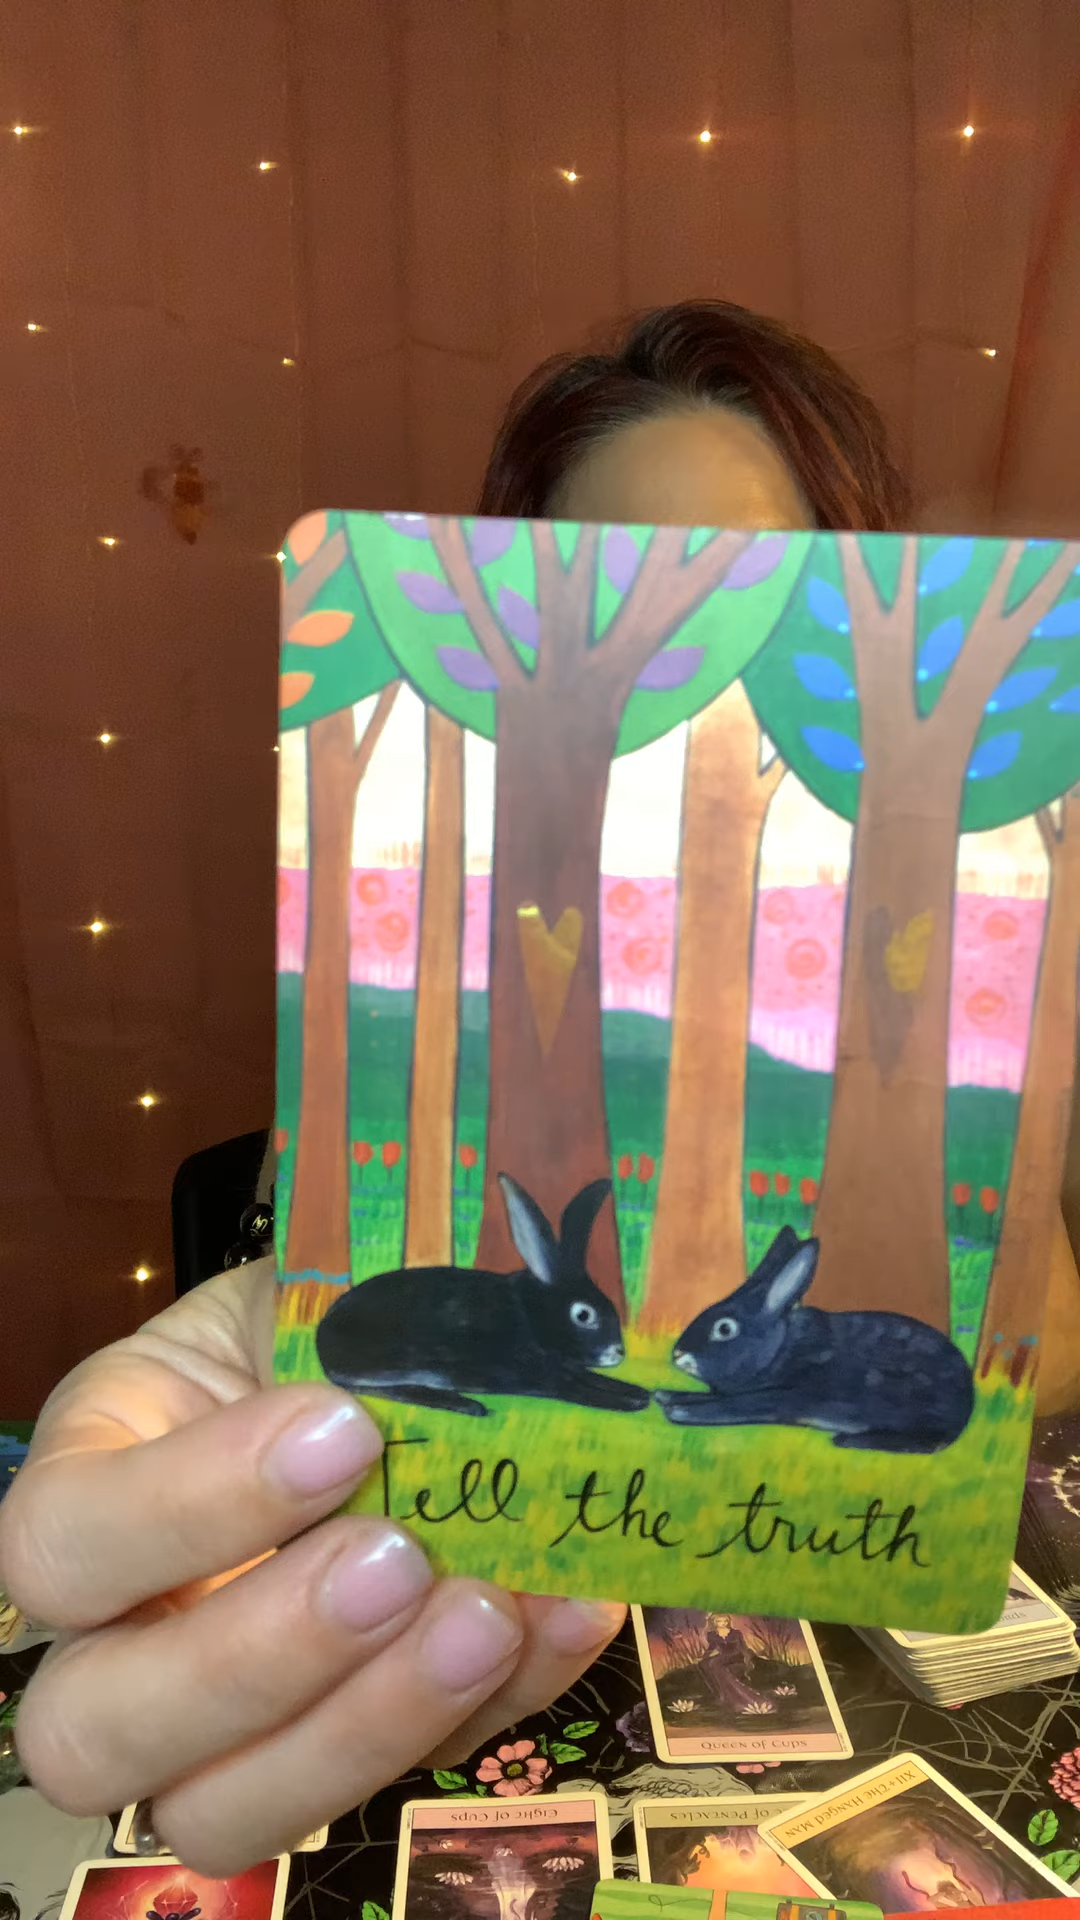 Tell the truth
Queen of Cups
Eight of Cups
of Pentacles
XII + The Hanged Man